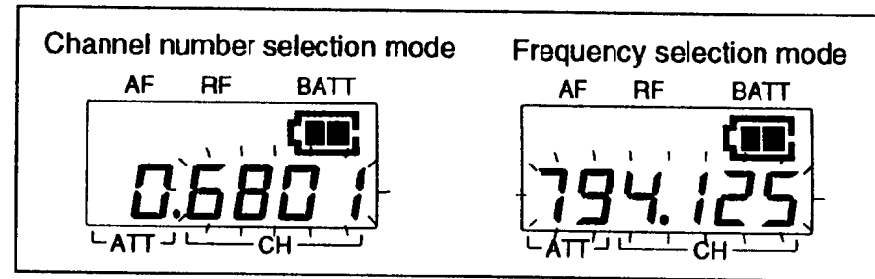 Channel number selection mode
AF RF BATT
0.6801
ATT CH
Frequency selection mode
AF RF BATT
794.125
ATT CH